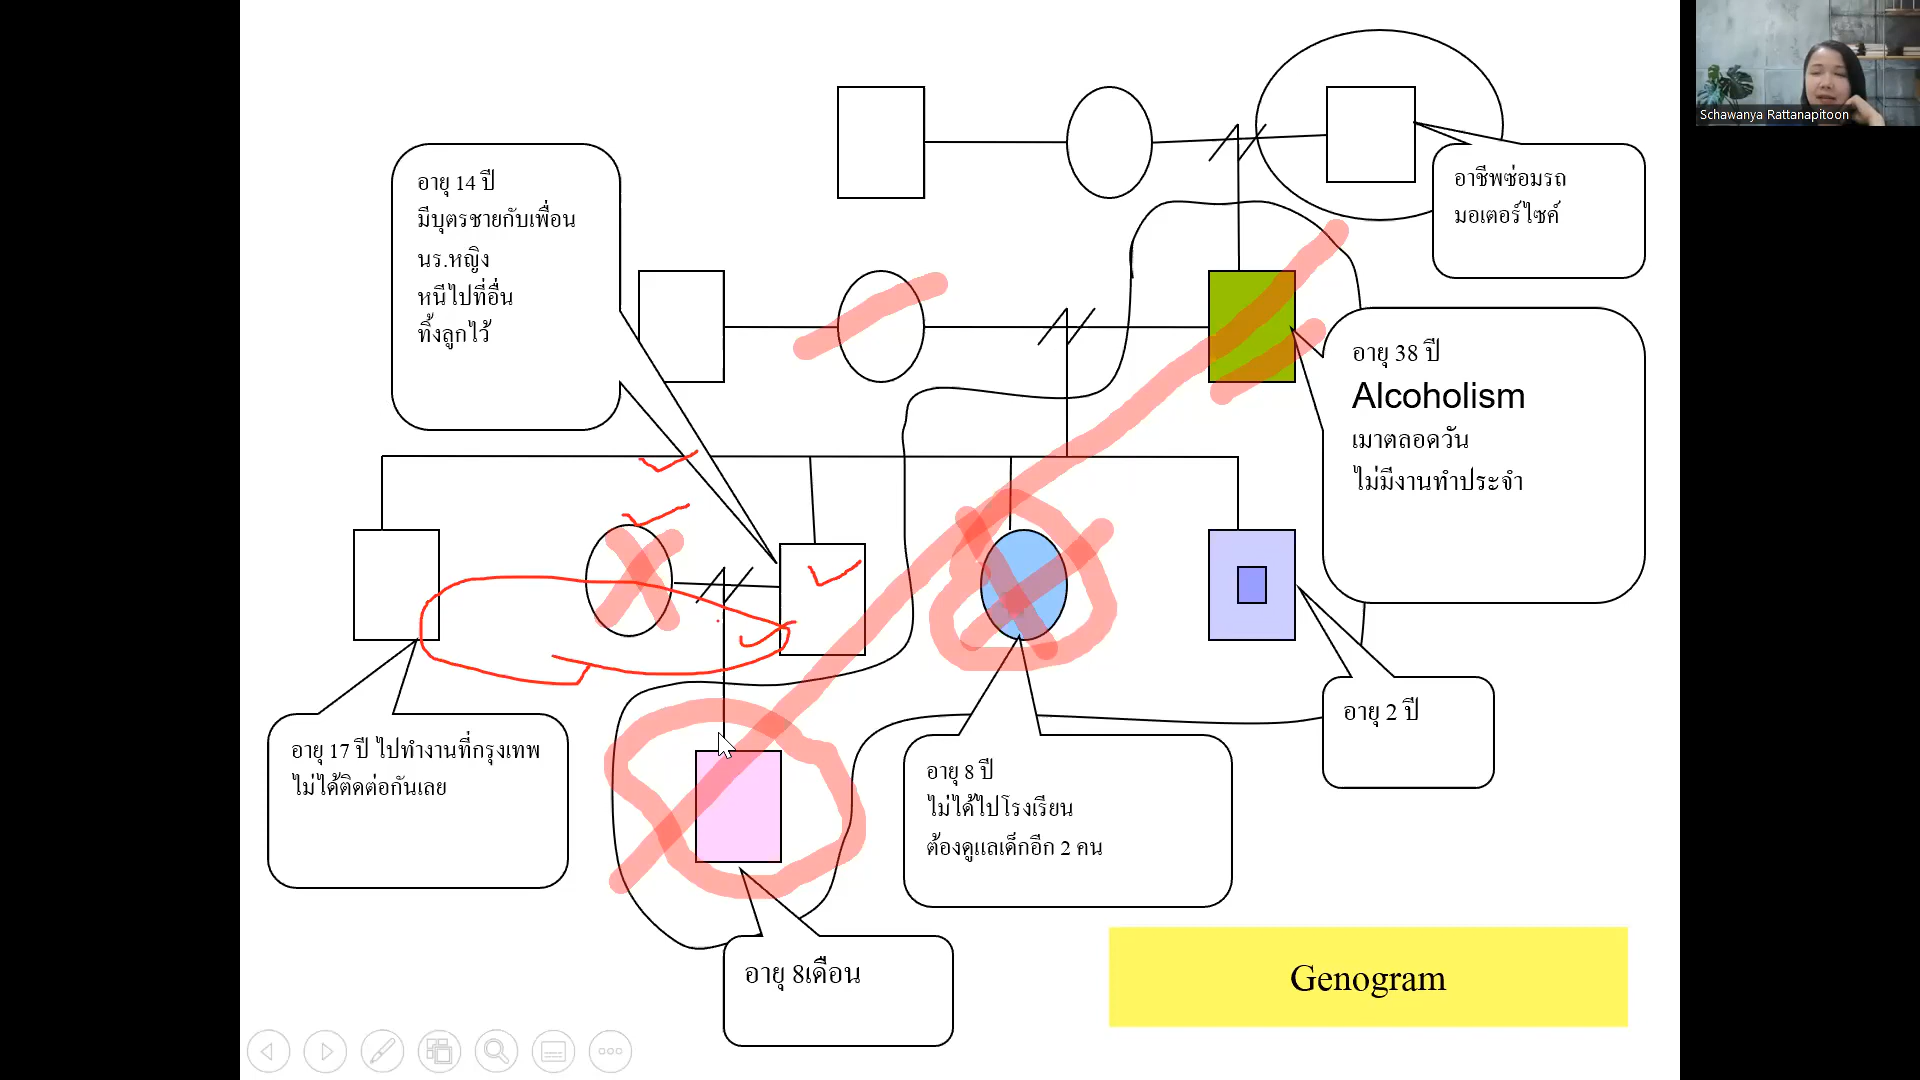 Schawanya Rattanapitoon
อาชีพซ่อมรถ
มอเตอร์ไซค์
อายุ 14 ปี
มีบุตรชายกับเพื่อน
นร.หญิง
หนีไปที่อื่น
ทิ้งลูกไว้
อายุ 38 ปี
Alcoholism
เมาตลอดวัน
ไม่มีงานทำประจำ
อายุ 17 ปี ไปทำงานที่กรุงเทพ
ไม่ได้ติดต่อกันเลย
อายุ 8 ปี
ไม่ได้ไปโรงเรียน
ต้องดูแลเด็กอีก 2 คน
อายุ 2 ปี
อายุ 8เดือน
Genogram